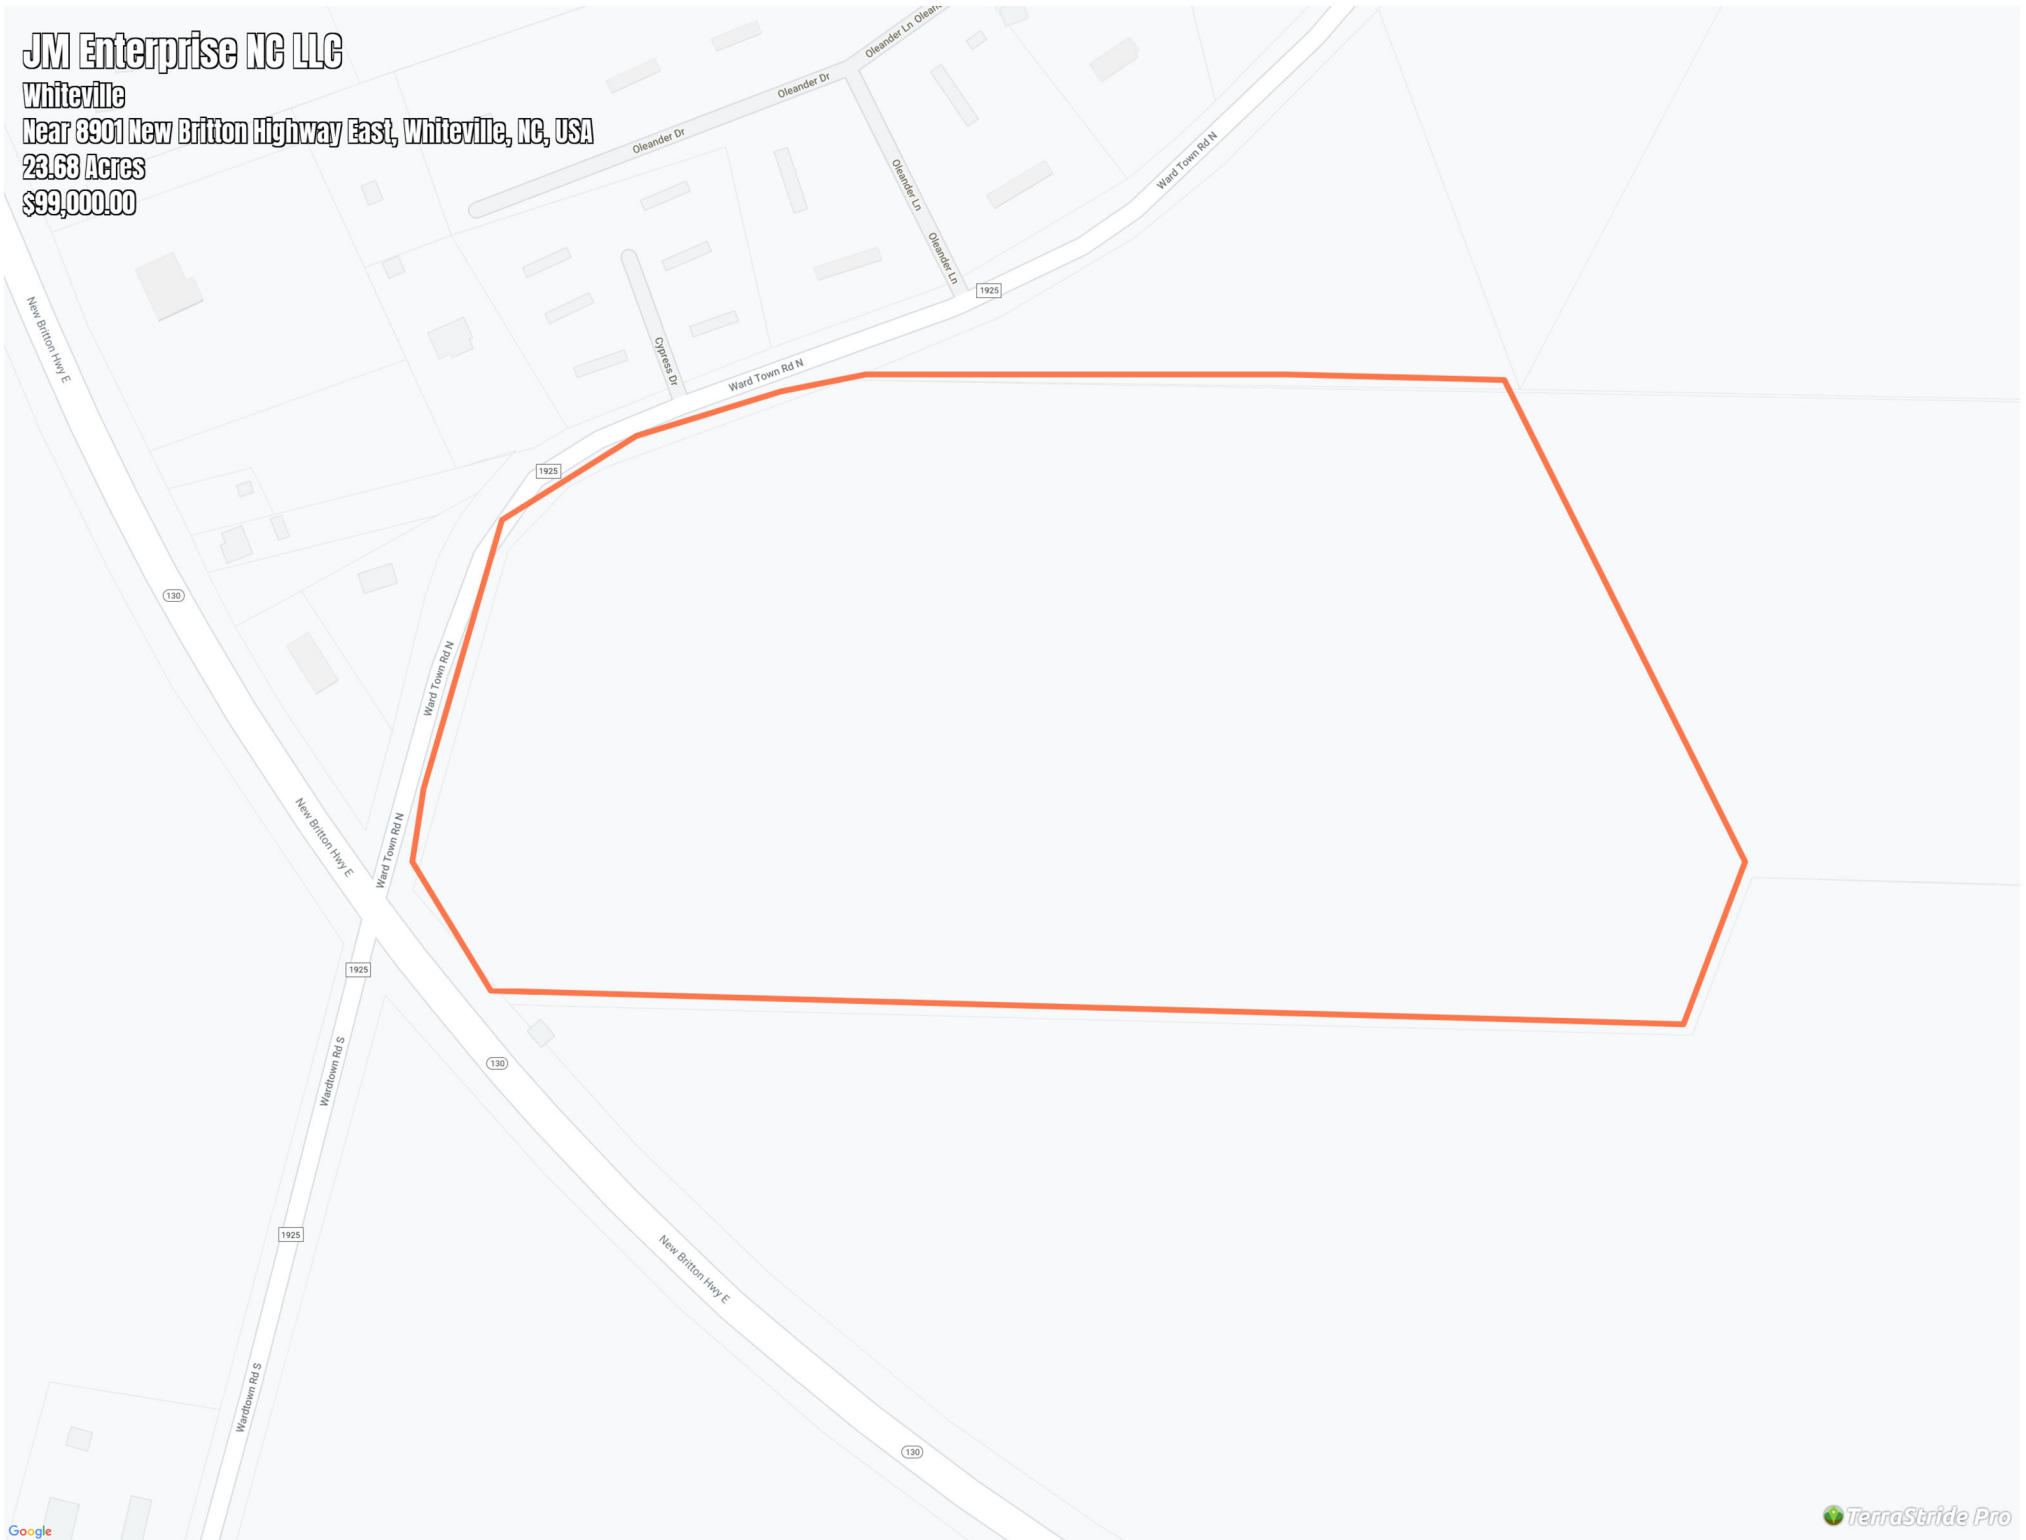 JM Enterprise NC LLC
Whiteville
Near 8901 New Britton Highway East, Whiteville, NC, USA
23.68 Acres
$99,000.00
Oleander Ln
Olean
Oleander Dr
Oleander Dr
Oleander Ln
Oleander Ln
Ward Town Rd N
1925
New Britton Hwy E
Cypress Dr
Ward Town Rd N
1925
130
Ward Town Rd N
New Britton Hwy E
Ward Town Rd N
1925
130
Wardtown Rd S
1925
New Britton Hwy E
Wardtown Rd S
130
Google
TerraStride Pro